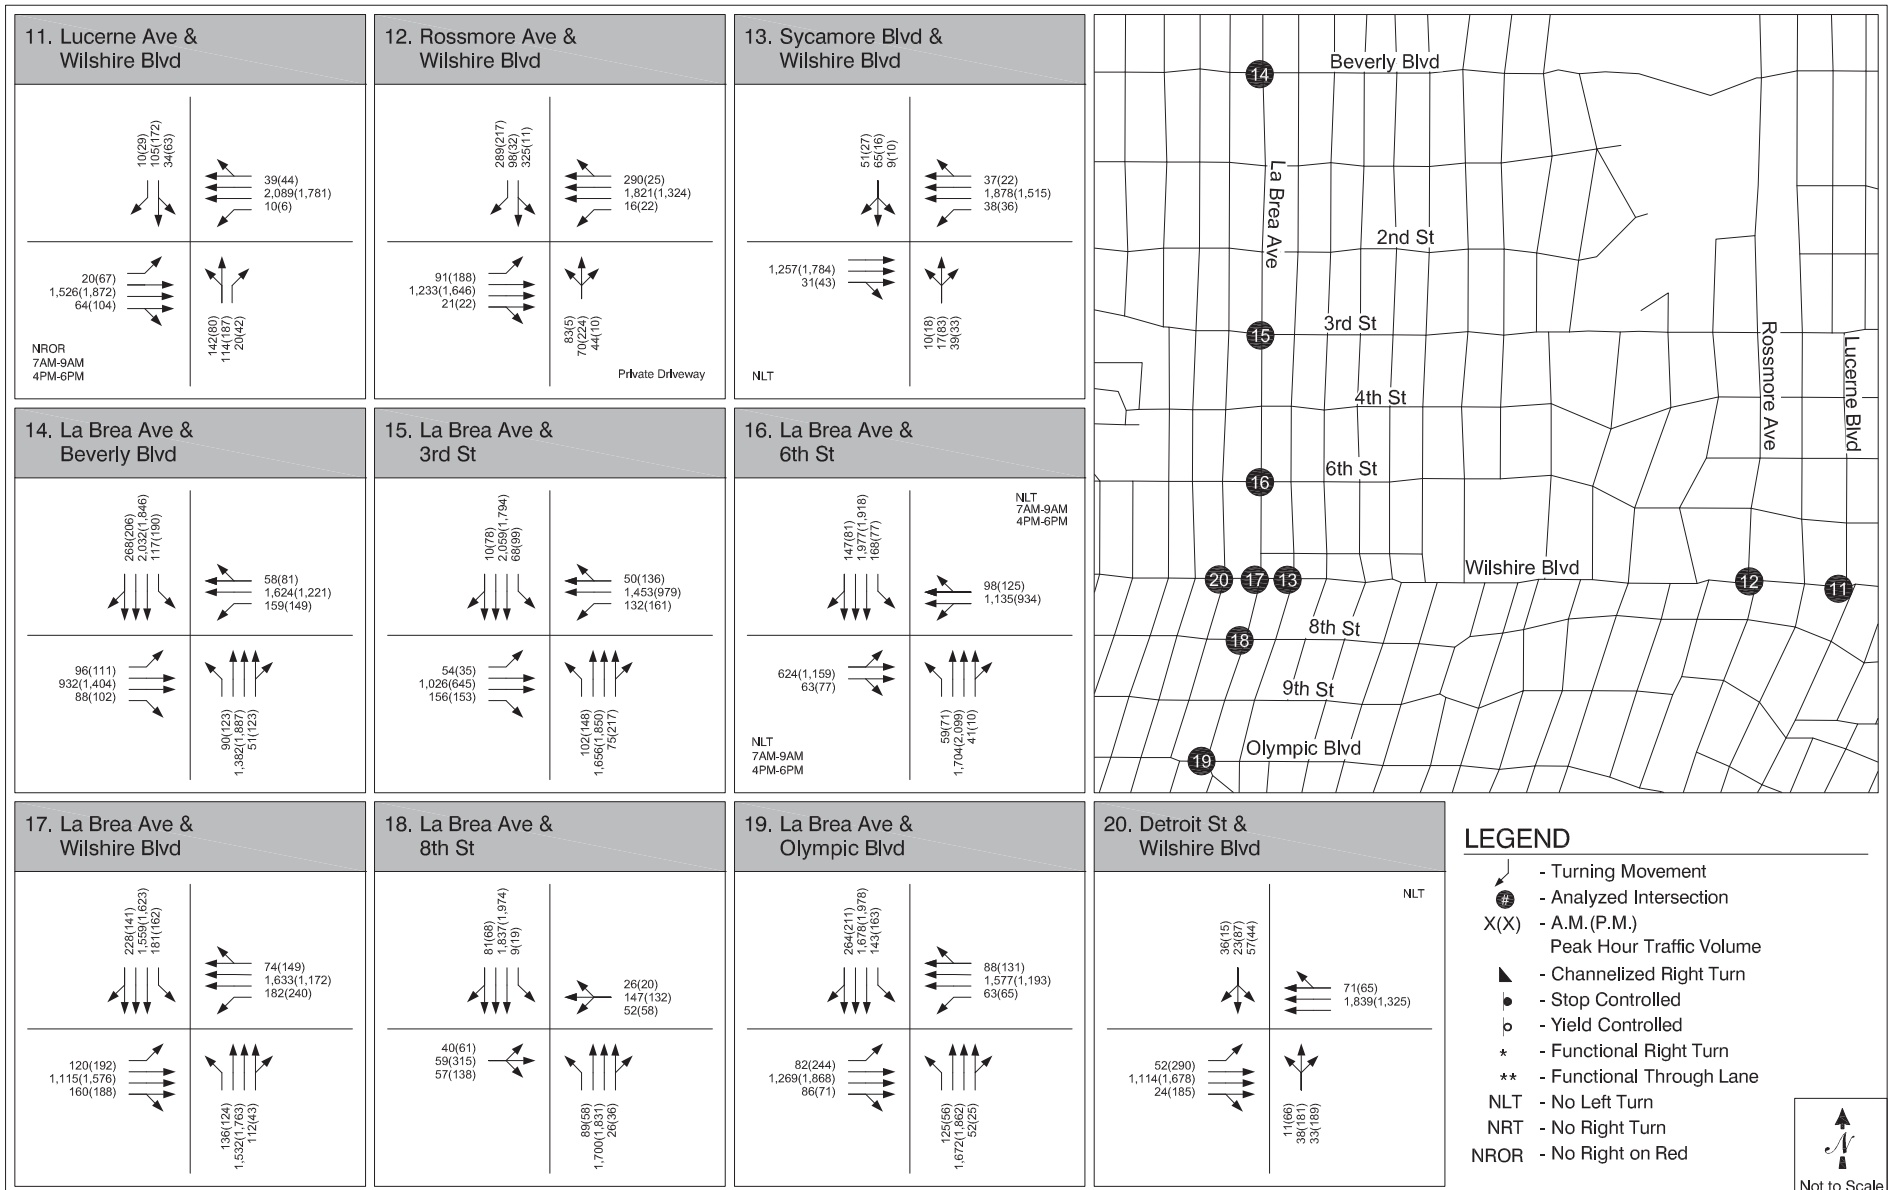 11. Lucerne Ave &
Wilshire Blvd
10(29)
105(172)
34(63)
39(44)
2,089(1,781)
10(6)
20(67)
1,526(1,872)
64(104)
142(80)
114(187)
20(42)
NROR
7AM-9AM
4PM-6PM
12. Rossmore Ave &
Wilshire Blvd
289(217)
98(32)
325(11)
290(25)
1,821(1,324)
16(22)
91(188)
1,233(1,646)
21(22)
83(5)
70(224)
44(10)
Private Driveway
13. Sycamore Blvd &
Wilshire Blvd
51(27)
65(16)
9(10)
37(22)
1,878(1,515)
38(36)
1,257(1,784)
31(43)
10(18)
17(83)
39(33)
NLT
14. La Brea Ave &
Beverly Blvd
268(206)
2,032(1,846)
117(190)
58(81)
1,624(1,221)
159(149)
96(111)
932(1,404)
88(102)
90(123)
1,382(1,887)
51(123)
15. La Brea Ave &
3rd St
10(78)
2,059(1,794)
68(99)
50(136)
1,453(979)
132(161)
54(35)
1,026(645)
156(153)
102(148)
1,656(1,850)
75(217)
16. La Brea Ave &
6th St
NLT
7AM-9AM
4PM-6PM
147(81)
1,977(1,918)
168(77)
98(125)
1,135(934)
624(1,159)
63(77)
59(71)
1,704(2,099)
41(10)
NLT
7AM-9AM
4PM-6PM
17. La Brea Ave &
Wilshire Blvd
228(141)
1,559(1,623)
181(162)
74(149)
1,633(1,172)
182(240)
120(192)
1,115(1,576)
160(188)
136(124)
1,532(1,763)
112(43)
18. La Brea Ave &
8th St
81(68)
1,837(1,974)
9(19)
26(20)
147(132)
52(58)
40(61)
59(315)
57(138)
89(58)
1,700(1,831)
26(36)
19. La Brea Ave &
Olympic Blvd
264(211)
1,678(1,978)
143(163)
88(131)
1,577(1,193)
63(65)
82(244)
1,269(1,868)
86(71)
125(56)
1,672(1,862)
52(25)
20. Detroit St &
Wilshire Blvd
NLT
36(15)
23(87)
57(44)
71(65)
1,839(1,325)
52(290)
1,114(1,678)
24(185)
11(66)
38(181)
33(189)
Beverly Blvd
14
La Brea Ave
2nd St
3rd St
15
Rossmore Ave
Lucerne Blvd
4th St
6th St
16
Wilshire Blvd
20
17
13
12
11
8th St
18
9th St
Olympic Blvd
19
LEGEND
- Turning Movement
# - Analyzed Intersection
X(X) - A.M.(P.M.)
Peak Hour Traffic Volume
- Channelized Right Turn
- Stop Controlled
- Yield Controlled
* - Functional Right Turn
** - Functional Through Lane
NLT - No Left Turn
NRT - No Right Turn
NROR - No Right on Red
N
Not to Scale